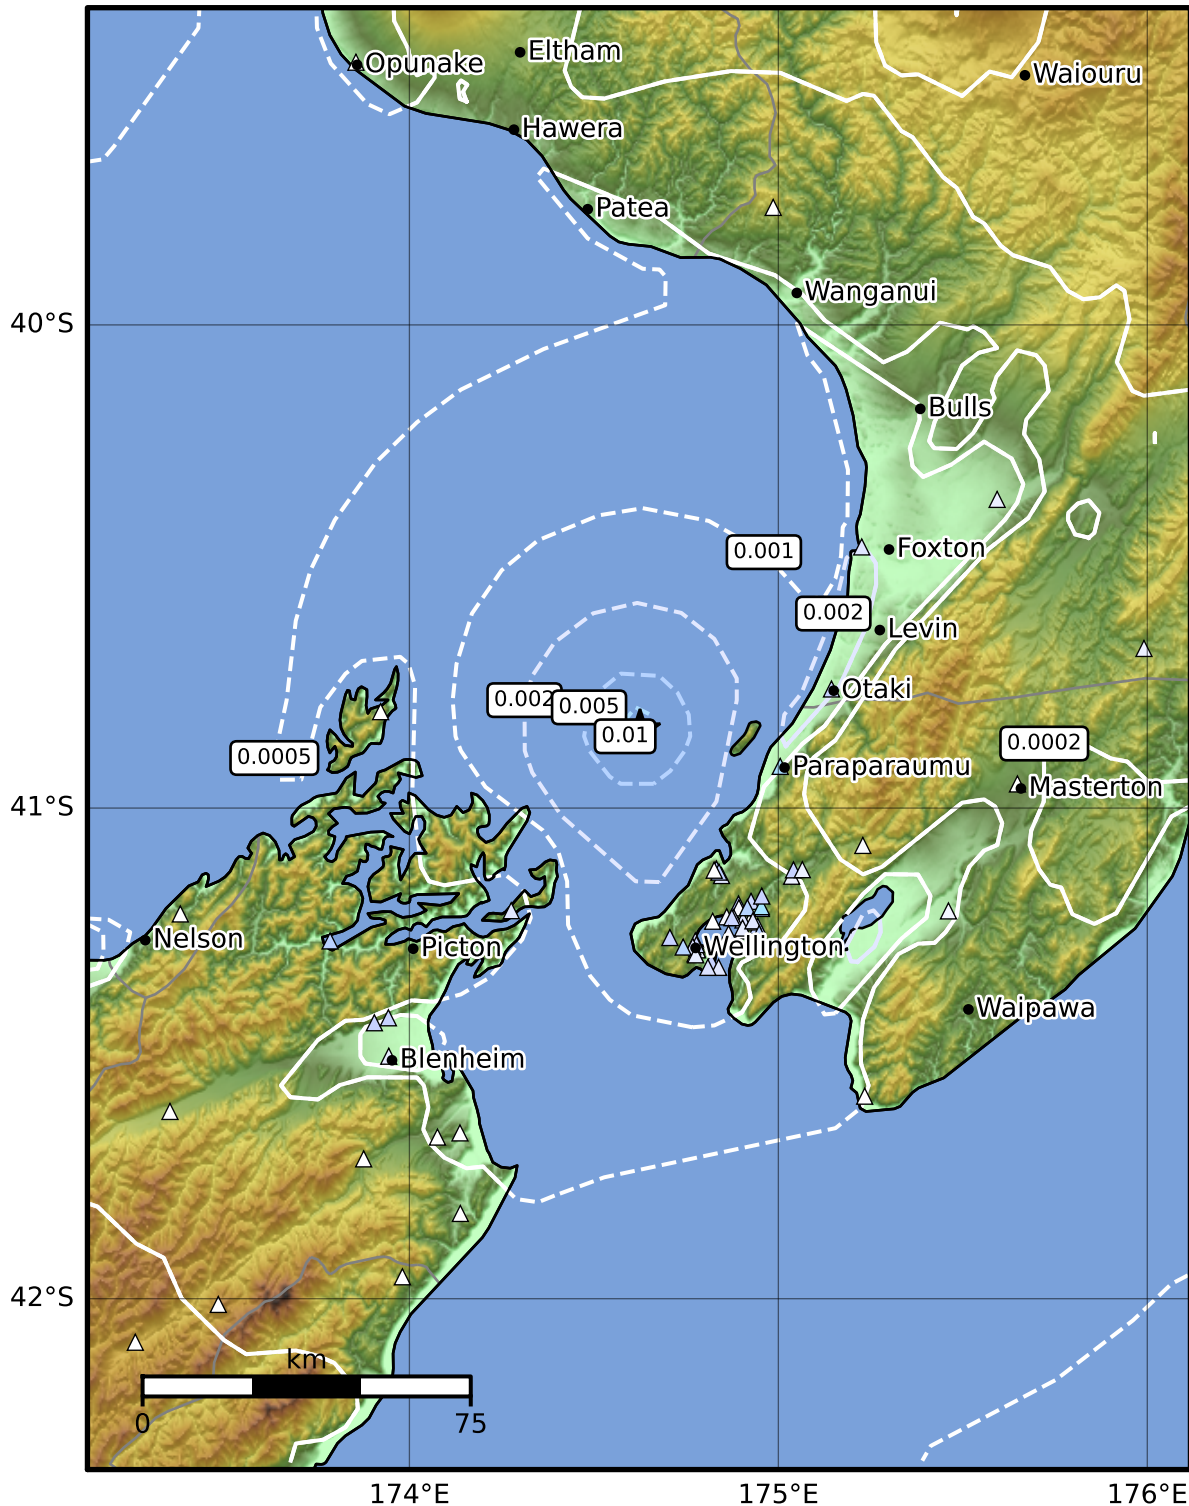 Eltham
Opunake
Waiouru
Hawera
Patea
Wanganui
40°S
Bulls
Foxton
0.001
0.002
Levin
Otaki
0.002
0.005
0.01
0.0005
0.0002
Paraparaumu
Masterton
41°S
Nelson
Picton
Wellington
Waipawa
Blenheim
42°S
km
0
75
174°E
175°E
176°E